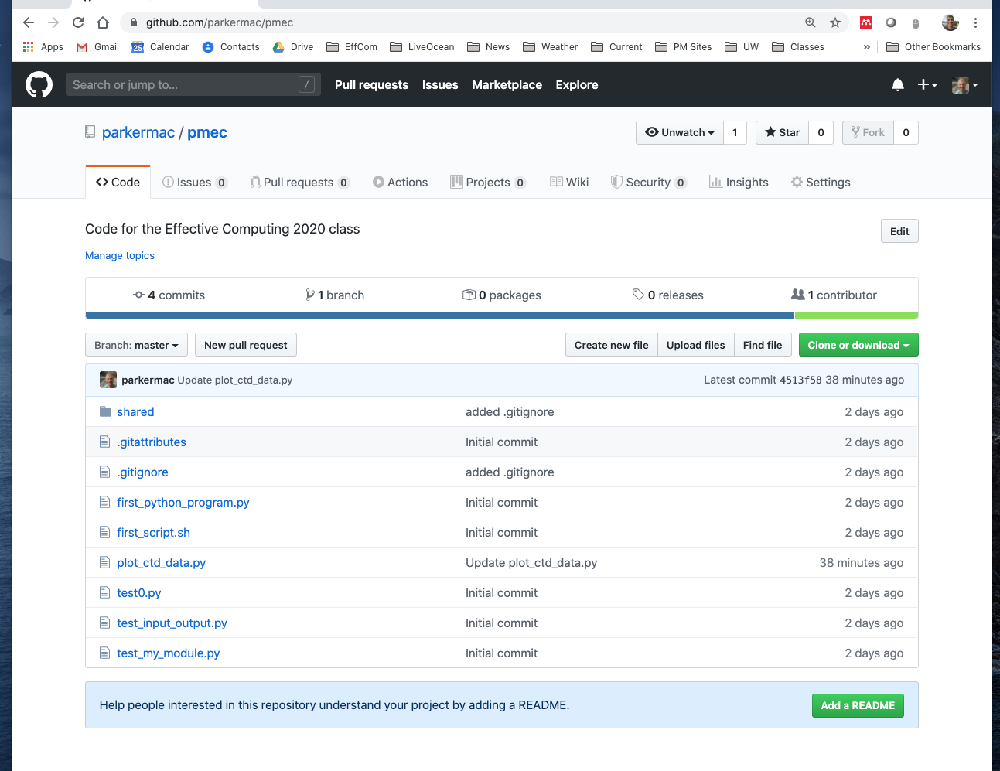 github.com/parkermac/pmec
Apps Gmail 25 Calendar Contacts Drive EffCom LiveOcean News Weather Current PM Sites UW Classes » Other Bookmarks
Search or jump to... / Pull requests Issues Marketplace Explore
parkermac / pmec Unwatch 1 Star 0 Fork 0
Code Issues 0 Pull requests 0 Actions Projects 0 Wiki Security 0 Insights Settings
Code for the Effective Computing 2020 class Edit
Manage topics
4 commits 1 branch 0 packages 0 releases 1 contributor
Branch: master New pull request Create new file Upload files Find file Clone or download
parkermac Update plot_ctd_data.py Latest commit 4513f58 38 minutes ago
shared added .gitignore 2 days ago
.gitattributes Initial commit 2 days ago
.gitignore added .gitignore 2 days ago
first_python_program.py Initial commit 2 days ago
first_script.sh Initial commit 2 days ago
plot_ctd_data.py Update plot_ctd_data.py 38 minutes ago
test0.py Initial commit 2 days ago
test_input_output.py Initial commit 2 days ago
test_my_module.py Initial commit 2 days ago
Help people interested in this repository understand your project by adding a README. Add a README